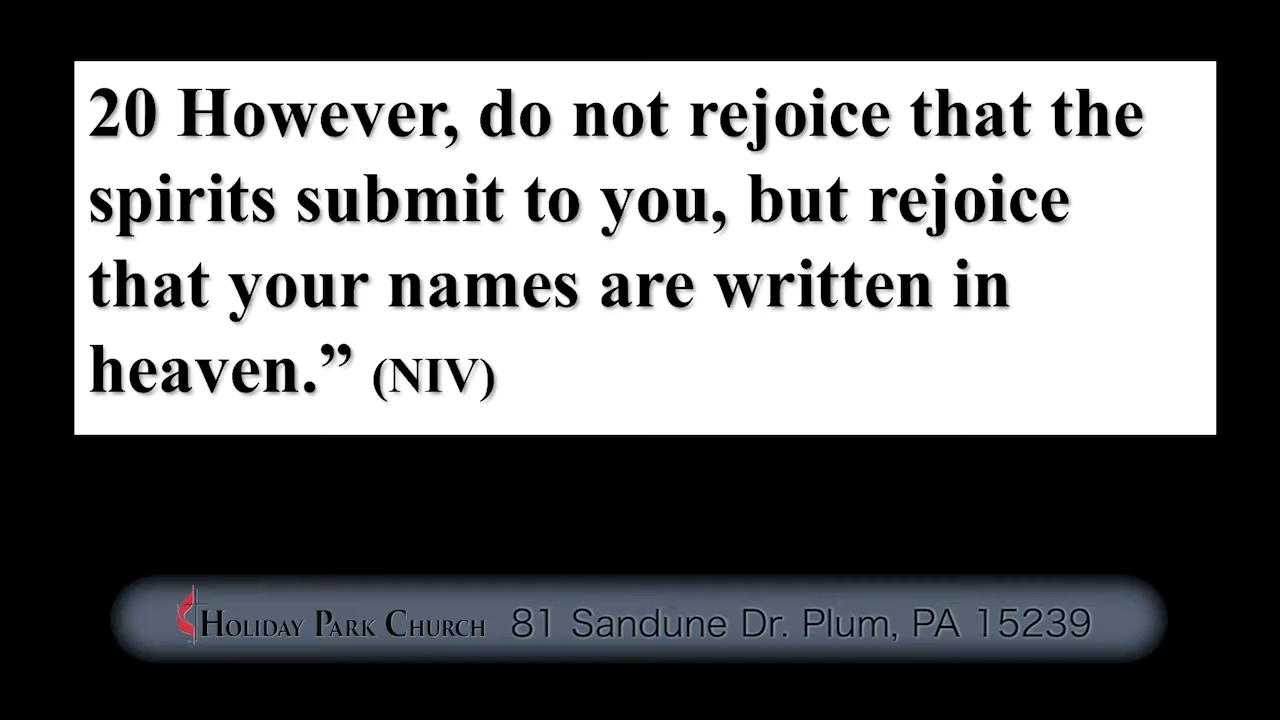 20 However, do not rejoice that the
spirits submit to you, but rejoice
that your names are written in
heaven.” (NIV)
HOLIDAY PARK CHURCH 81 Sandune Dr. Plum, PA 15239